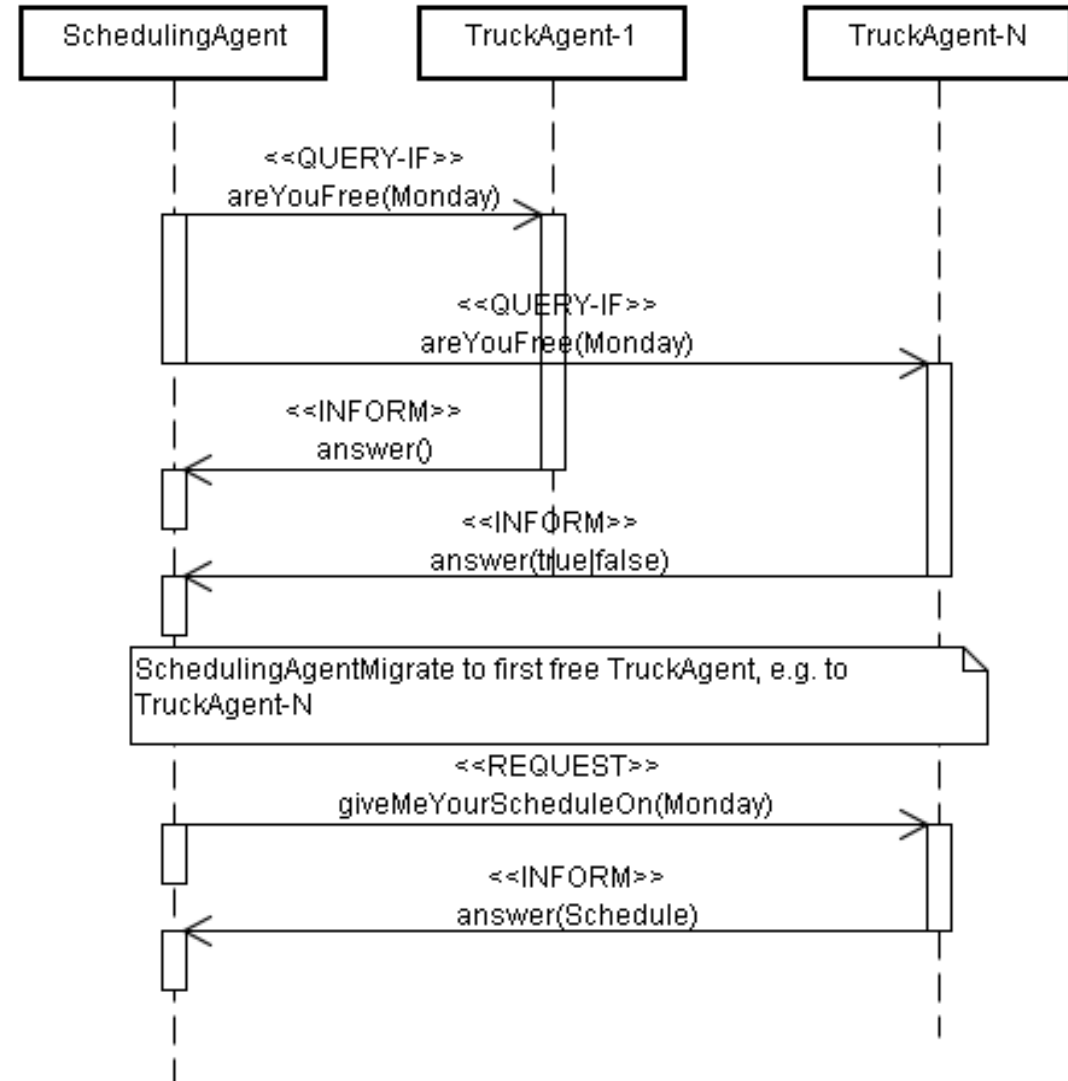 SchedulingAgent
TruckAgent-1
TruckAgent-N
<<QUERY-IF>>
areYouFree(Monday)
<<QUERY-IF>>
areYouFree(Monday)
<<INFORM>>
answer()
<<INFORM>>
answer(true|false)
SchedulingAgentMigrate to first free TruckAgent, e.g. to
TruckAgent-N
<<REQUEST>>
giveMeYourScheduleOn(Monday)
<<INFORM>>
answer(Schedule)